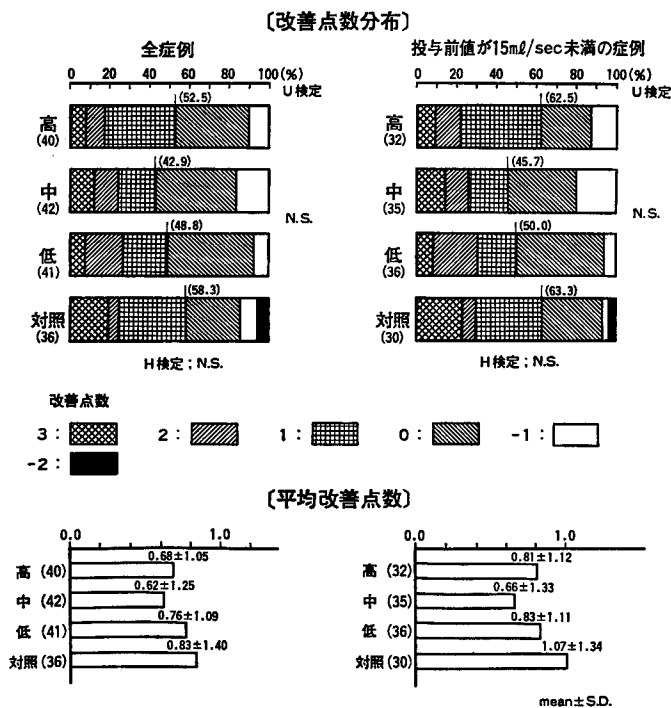 〔改善点数分布〕
全症例
投与前値が15mℓ/sec未満の症例
0 20 40 60 80 100(%)
U検定
0 20 40 60 80 100(%)
U検定
高
(40)
(52.5)
高
(32)
(62.5)
中
(42)
(42.9)
中
(35)
(45.7)
N.S.
N.S.
低
(41)
(48.8)
低
(36)
(50.0)
対照
(36)
(58.3)
対照
(30)
(63.3)
H検定;N.S.
H検定;N.S.
改善点数
3: 2: 1: 0: -1:
-2:
〔平均改善点数〕
0.0 1.0
0.0 1.0
高 (40) 0.68±1.05
中 (42) 0.62±1.25
低 (41) 0.76±1.09
対照(36) 0.83±1.40
高 (32) 0.81±1.12
中 (35) 0.66±1.33
低 (36) 0.83±1.11
対照(30) 1.07±1.34
mean±S.D.